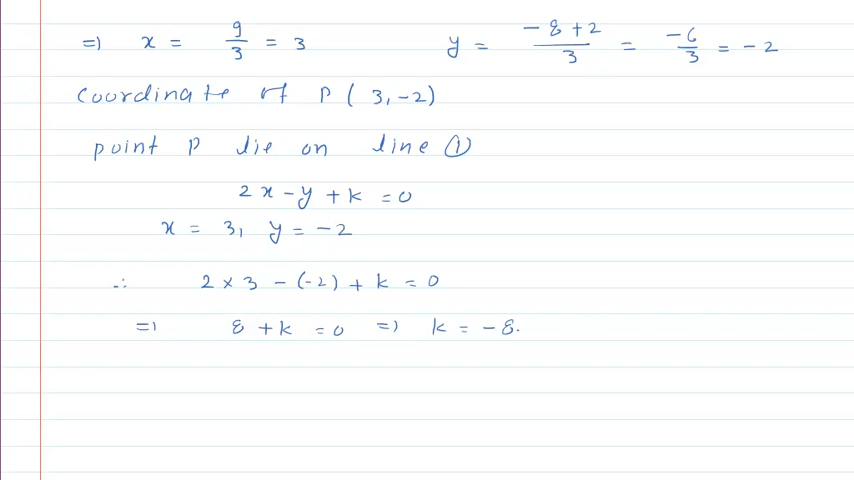 => x = 9/3 = 3 y = (-8+2)/3 = -6/3 = -2
coordinate of P ( 3, -2)
point P lie on line ①
2x - y + k = 0
x = 3, y = -2
∴ 2 × 3 - (-2) + k = 0
=> 8 + k = 0 => k = -8.